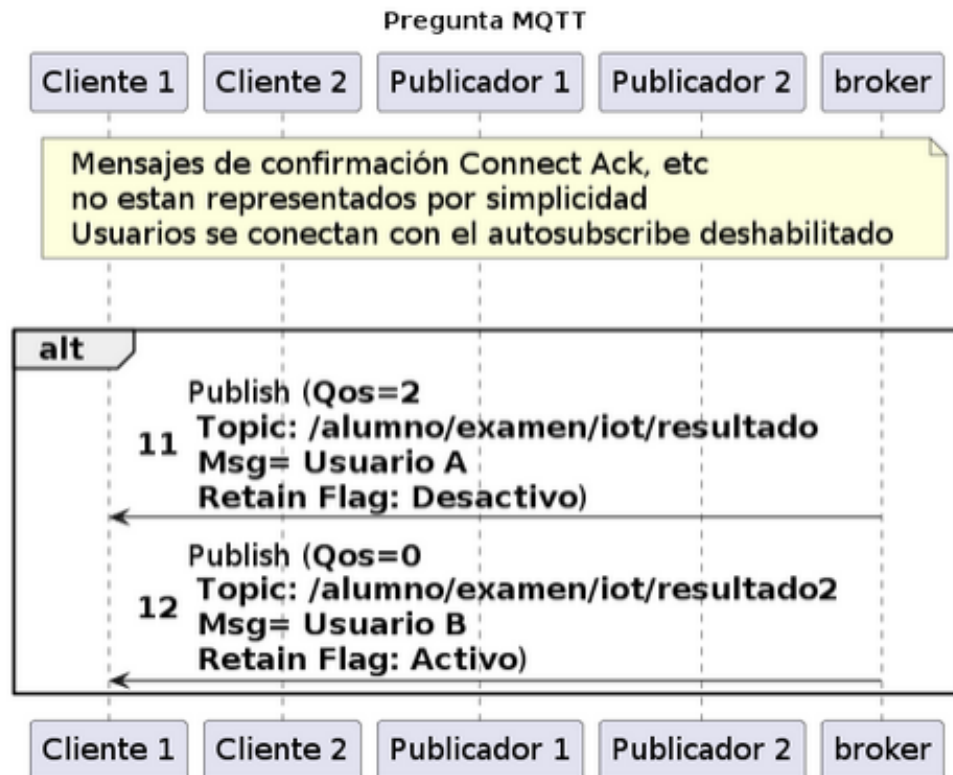 Pregunta MQTT
Cliente 1 Cliente 2 Publicador 1 Publicador 2 broker
Mensajes de confirmación Connect Ack, etc
no estan representados por simplicidad
Usuarios se conectan con el autosubscribe deshabilitado
alt
Publish (Qos=2
Topic: /alumno/examen/iot/resultado
11
Msg= Usuario A
Retain Flag: Desactivo)
Publish (Qos=0
Topic: /alumno/examen/iot/resultado2
12
Msg= Usuario B
Retain Flag: Activo)
Cliente 1 Cliente 2 Publicador 1 Publicador 2 broker